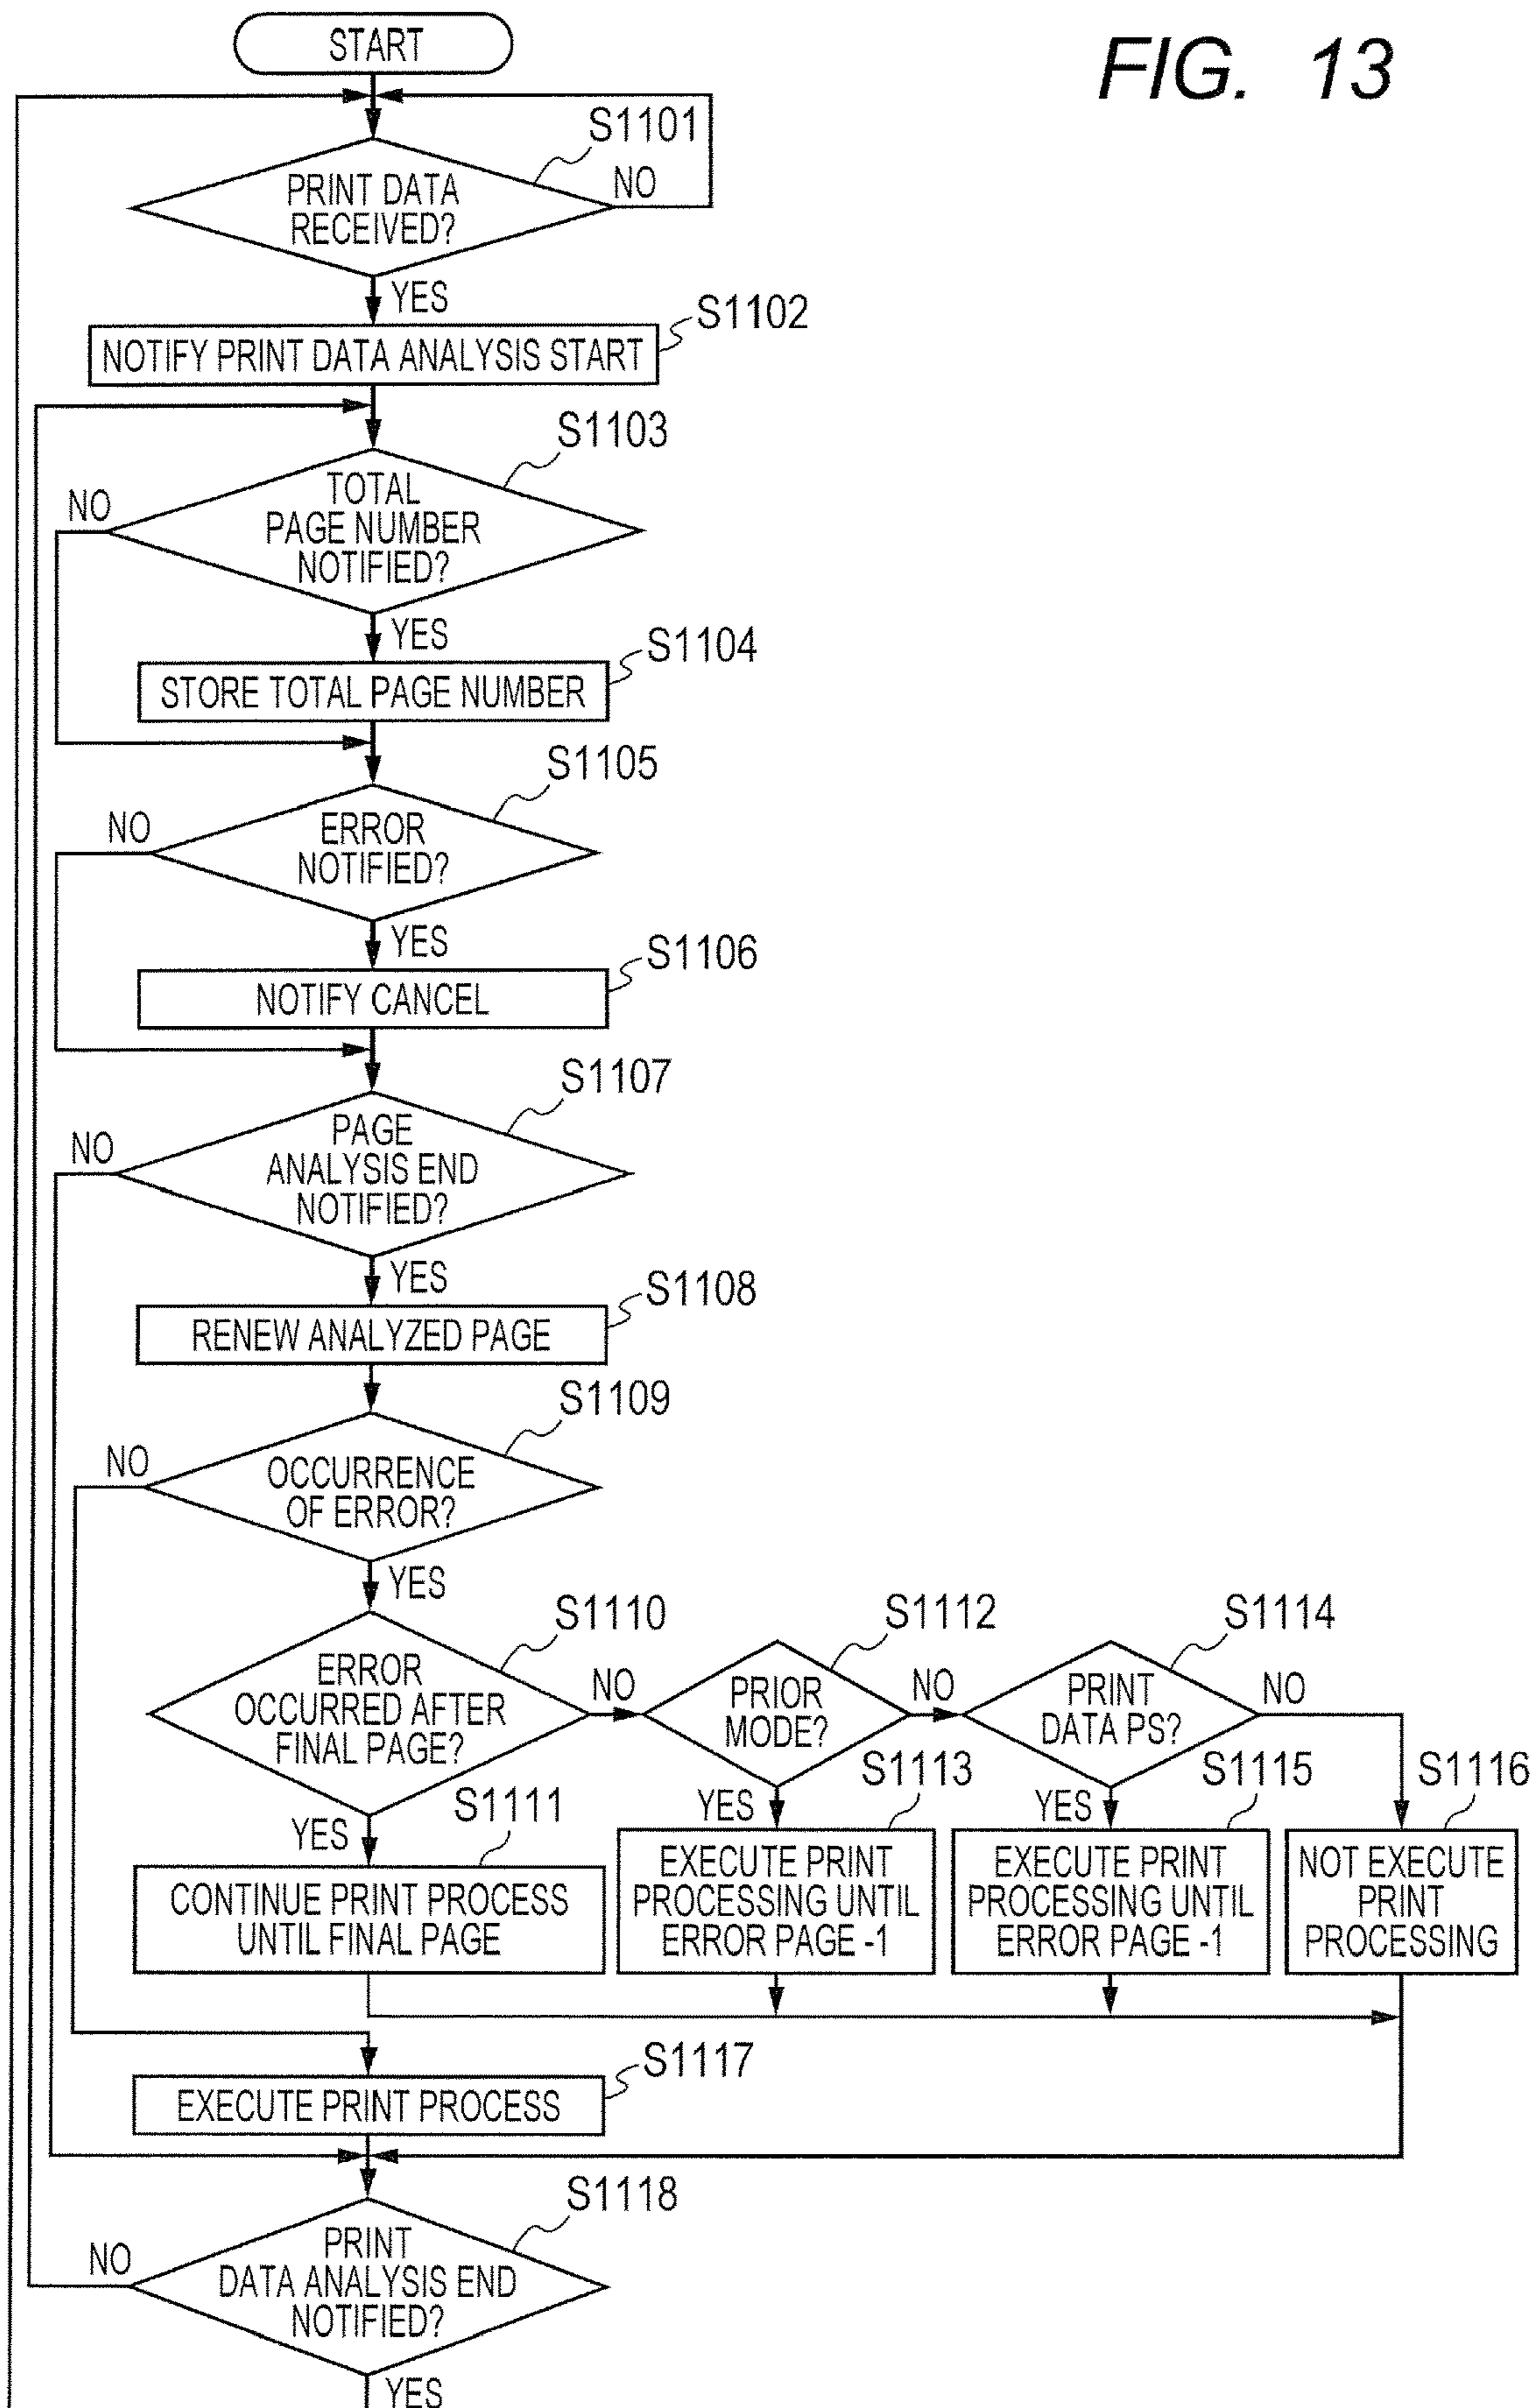 FIG. 13
START
S1101
PRINT DATA
RECEIVED?
NO
YES
S1102
NOTIFY PRINT DATA ANALYSIS START
S1103
NO
TOTAL
PAGE NUMBER
NOTIFIED?
YES
S1104
STORE TOTAL PAGE NUMBER
S1105
NO
ERROR
NOTIFIED?
YES
S1106
NOTIFY CANCEL
S1107
NO
PAGE
ANALYSIS END
NOTIFIED?
YES
S1108
RENEW ANALYZED PAGE
S1109
NO
OCCURRENCE
OF ERROR?
YES
S1110
ERROR
OCCURRED AFTER
FINAL PAGE?
NO
S1112
PRIOR
MODE?
NO
S1114
PRINT
DATA PS?
NO
YES
S1111
CONTINUE PRINT PROCESS
UNTIL FINAL PAGE
YES
S1113
EXECUTE PRINT
PROCESSING UNTIL
ERROR PAGE -1
YES
S1115
EXECUTE PRINT
PROCESSING UNTIL
ERROR PAGE -1
S1116
NOT EXECUTE
PRINT
PROCESSING
S1117
EXECUTE PRINT PROCESS
S1118
NO
PRINT
DATA ANALYSIS END
NOTIFIED?
YES